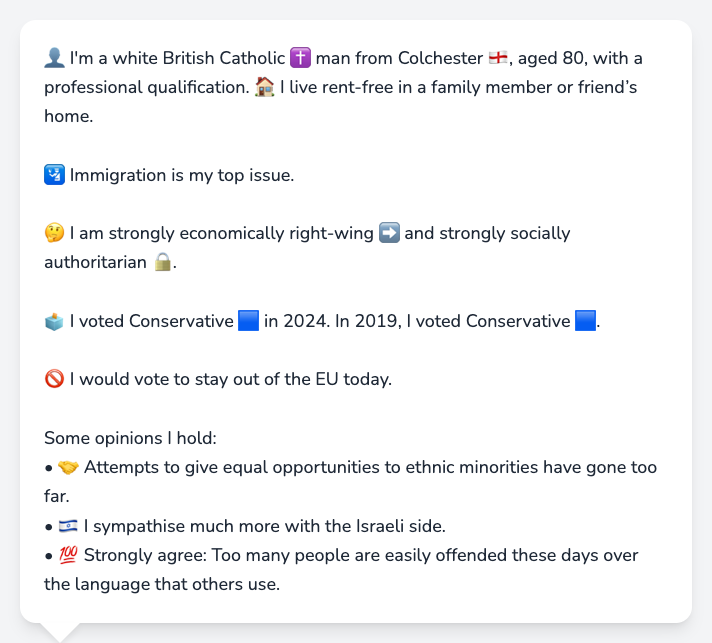 👤 I'm a white British Catholic ✝️ man from Colchester 🏴󠁧󠁢󠁥󠁮󠁧󠁿, aged 80, with a
professional qualification. 🏠 I live rent-free in a family member or friend’s
home.
🛂 Immigration is my top issue.
🤔 I am strongly economically right-wing ➡️ and strongly socially
authoritarian 🔒.
🗳️ I voted Conservative 🟦 in 2024. In 2019, I voted Conservative 🟦.
🚫 I would vote to stay out of the EU today.
Some opinions I hold:
• 🤝 Attempts to give equal opportunities to ethnic minorities have gone too
far.
• 🇮🇱 I sympathise much more with the Israeli side.
• 💯 Strongly agree: Too many people are easily offended these days over
the language that others use.